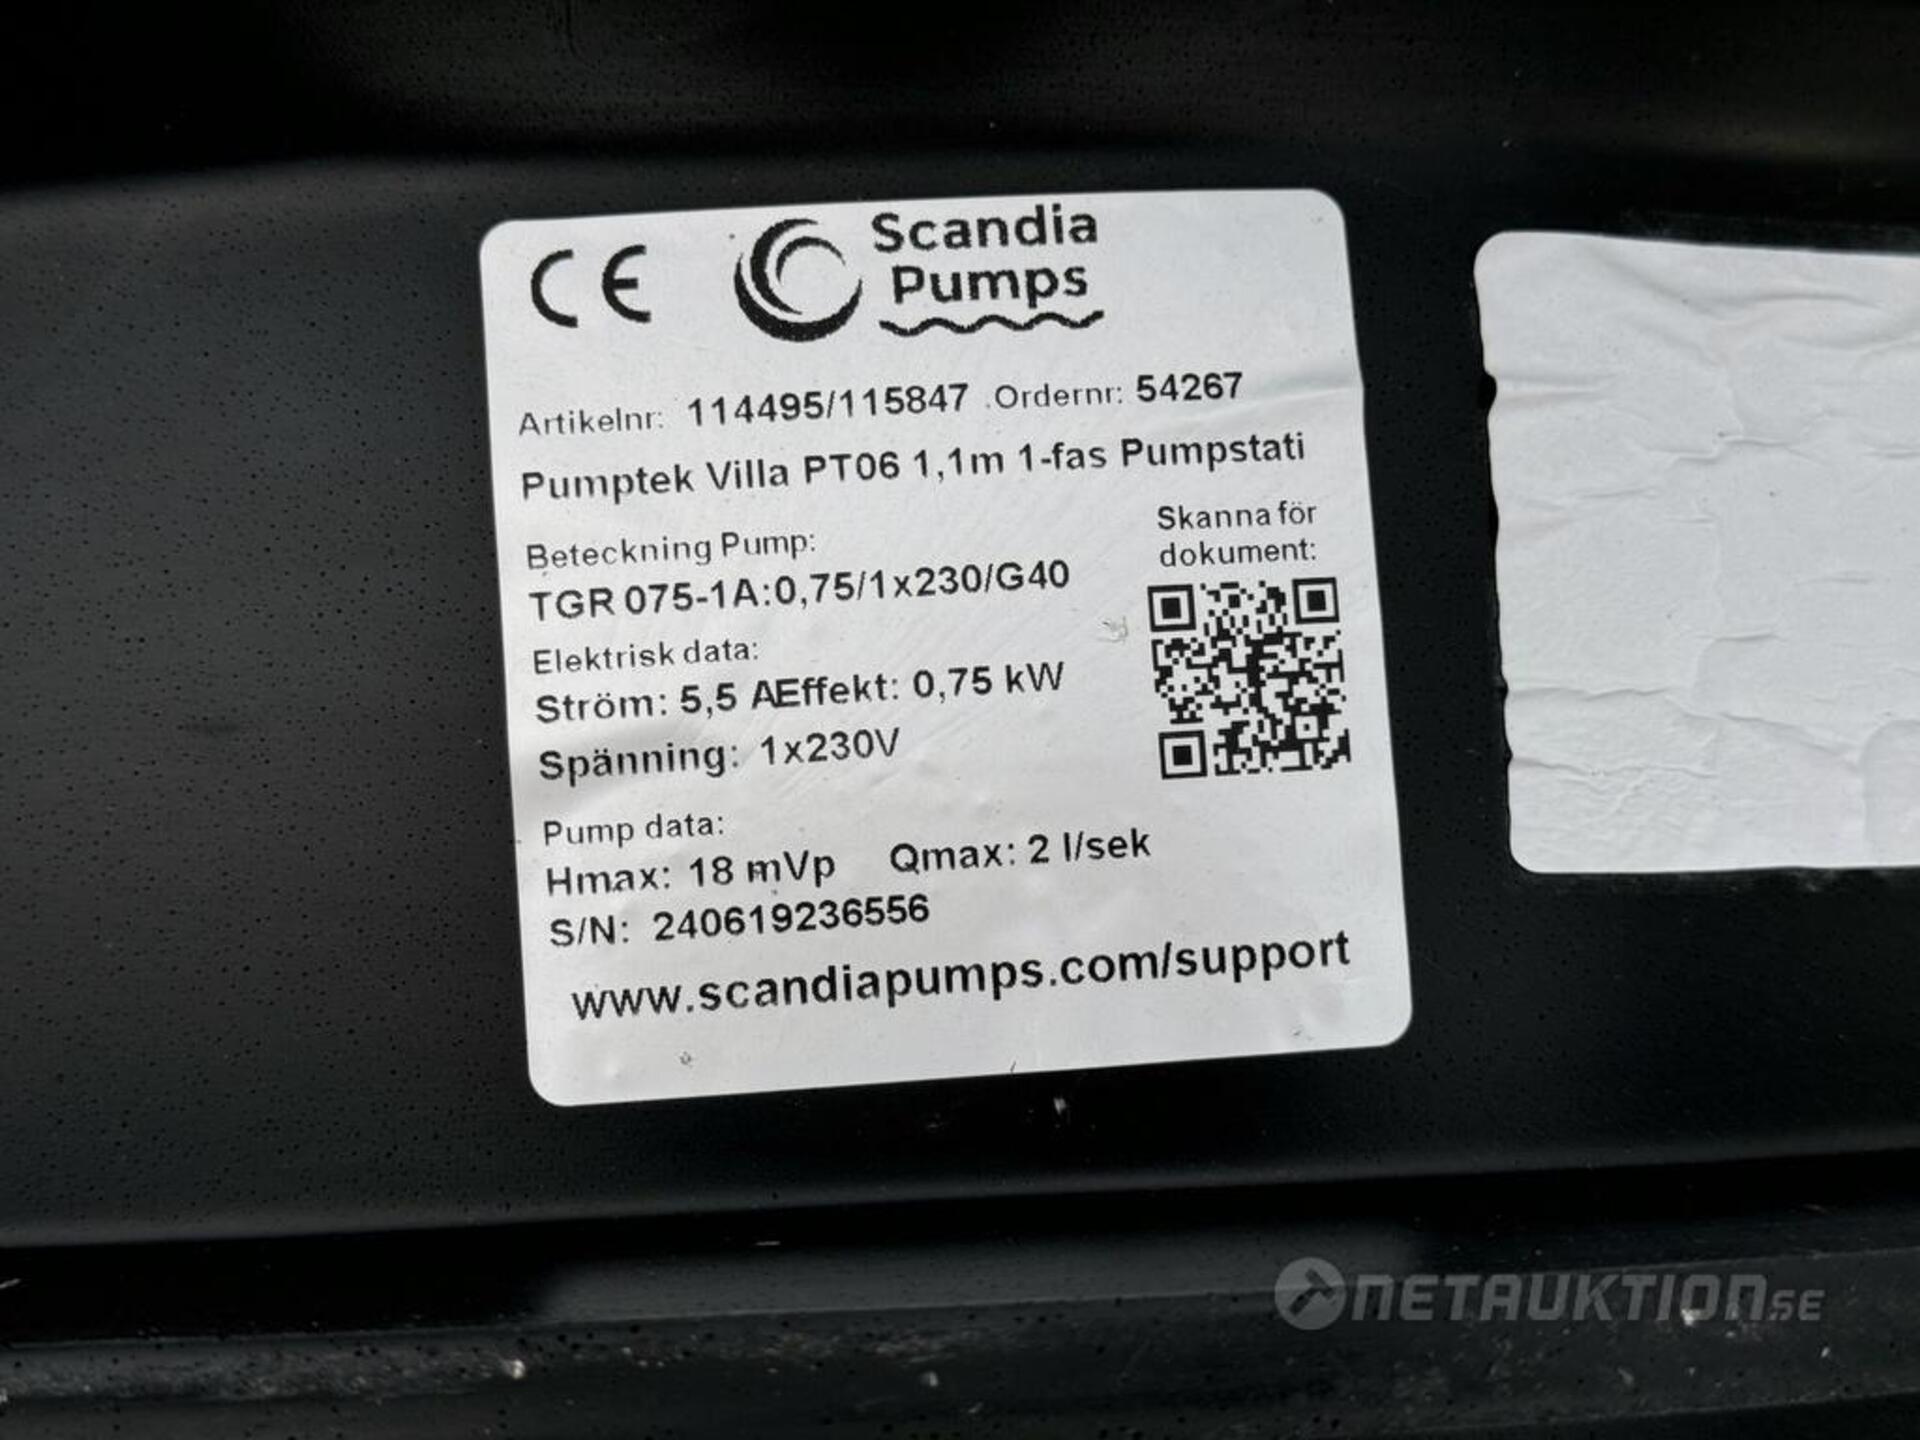 CE Scandia
Pumps
Artikelnr: 114495/115847 .Ordernr: 54267
Pumptek Villa PT06 1,1m 1-fas Pumpstati
Skanna för
dokument:
Beteckning Pump:
TGR 075-1A:0,75/1x230/G40
Elektrisk data:
Ström: 5,5 AEffekt: 0,75 kW
Spänning: 1x230V
Pump data:
Hmax: 18 mVp Qmax: 2 l/sek
S/N: 240619236556
www.scandiapumps.com/support
NETAUKTION.SE